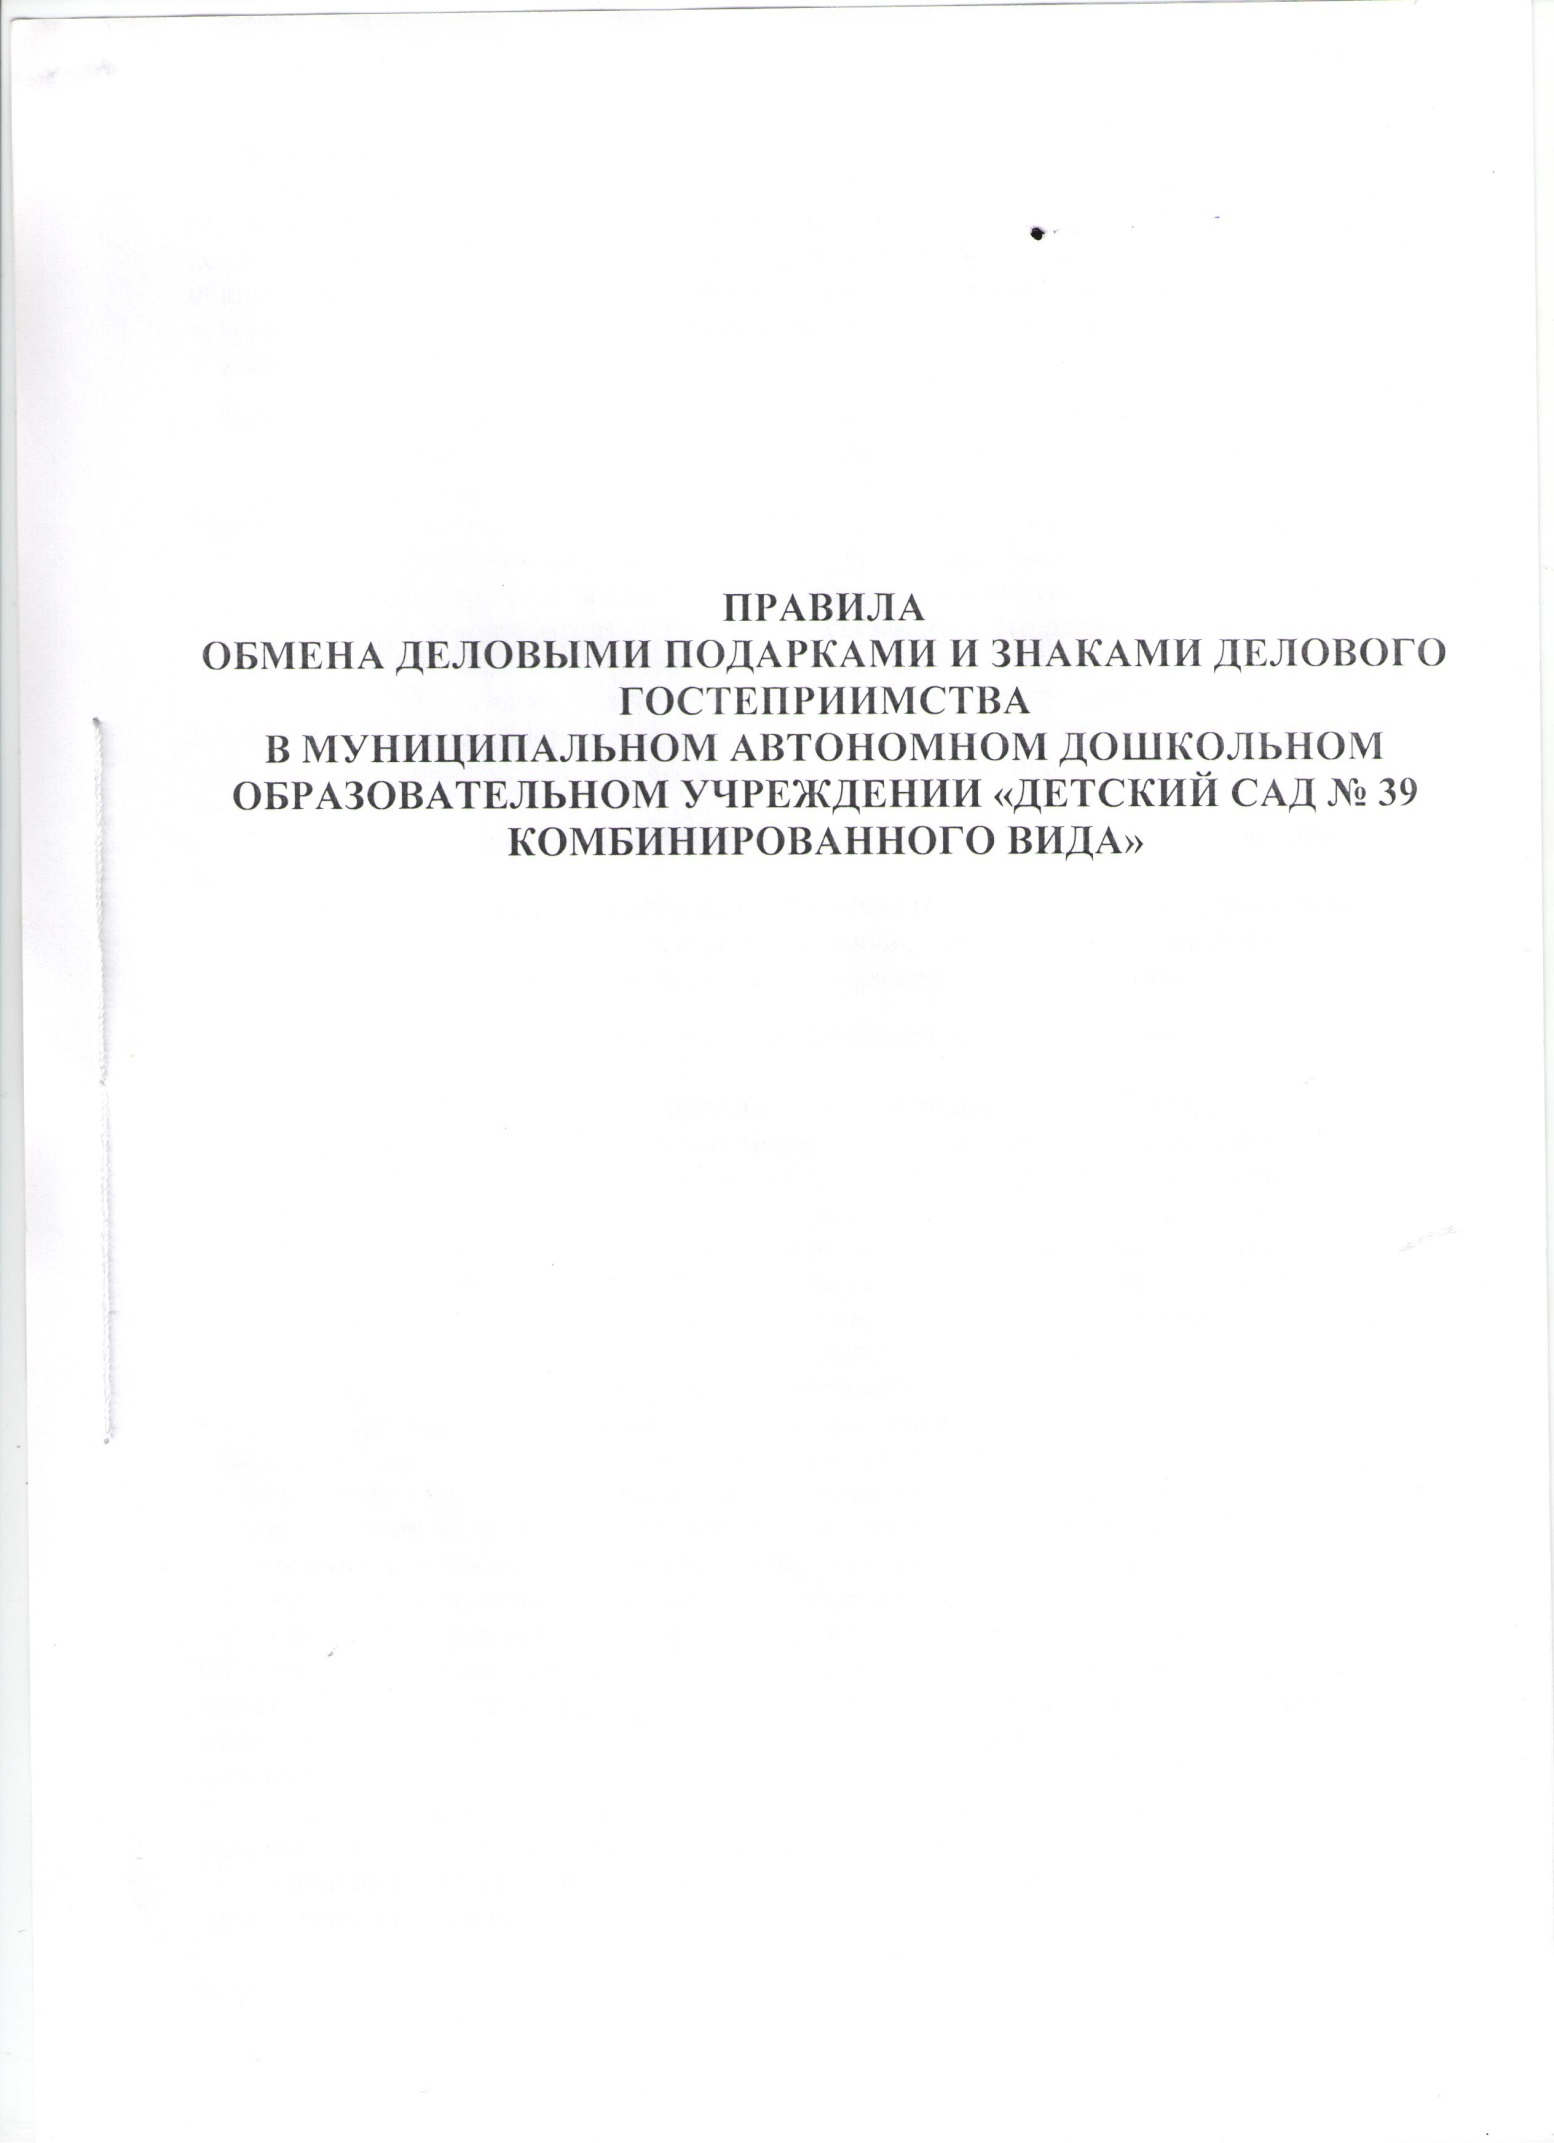 ПРАВИЛА
ОБМЕНА ДЕЛОВЫМИ ПОДАРКАМИ И ЗНАКАМИ ДЕЛОВОГО
ГОСТЕПРИИМСТВА
В МУНИЦИПАЛЬНОМ АВТОНОМНОМ ДОШКОЛЬНОМ
ОБРАЗОВАТЕЛЬНОМ УЧРЕЖДЕНИИ «ДЕТСКИЙ САД № 39
КОМБИНИРОВАННОГО ВИДА»